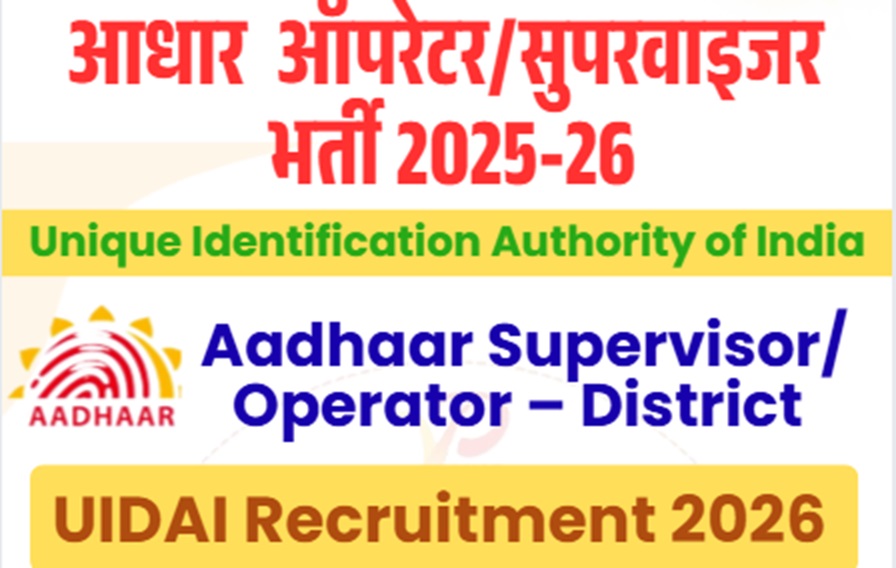 आधार ऑपरेटर/सुपरवाइजर
भर्ती 2025-26
Unique Identification Authority of India
AADHAAR
Aadhaar Supervisor/
Operator – District
UIDAI Recruitment 2026